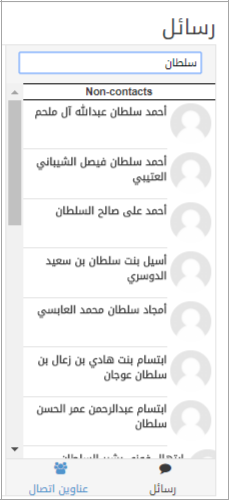 رسائل
سلطان
Non-contacts
أحمد سلطان عبدالله آل ملحم
أحمد سلطان فيصل الشيباني
العتيبي
أحمد على صالح السلطان
أسيل بنت سلطان بن سعيد
الدوسري
أمجاد سلطان محمد العابسي
ابتسام بنت هادي بن زعال بن
سلطان عوجان
ابتسام عبدالرحمن عمر الحسن
سلطان
رسائل
عناوين اتصال